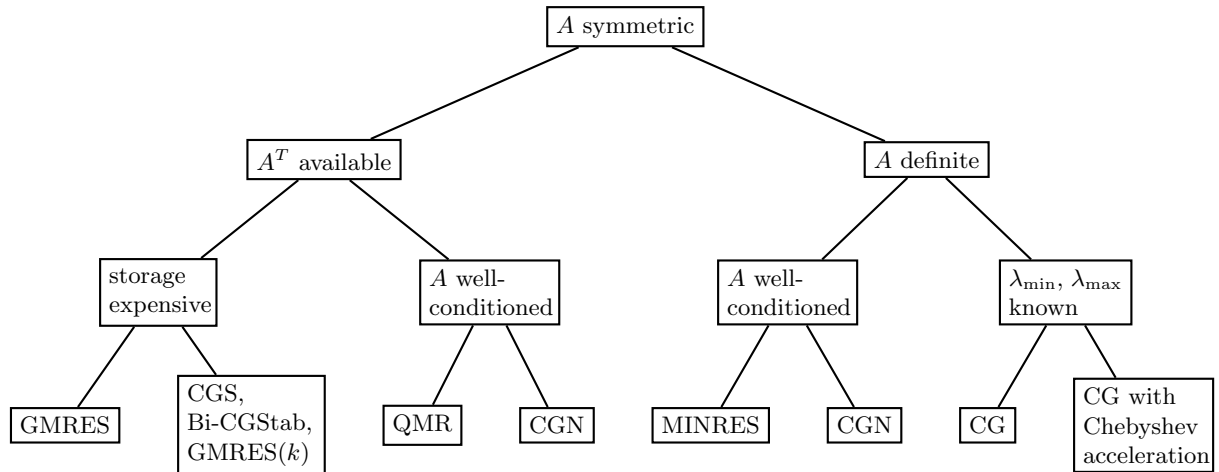 A symmetric
A^T available
A definite
storage
expensive
A well-
conditioned
A well-
conditioned
λ_min, λ_max
known
GMRES
CGS,
Bi-CGStab,
GMRES(k)
QMR
CGN
MINRES
CGN
CG
CG with
Chebyshev
acceleration